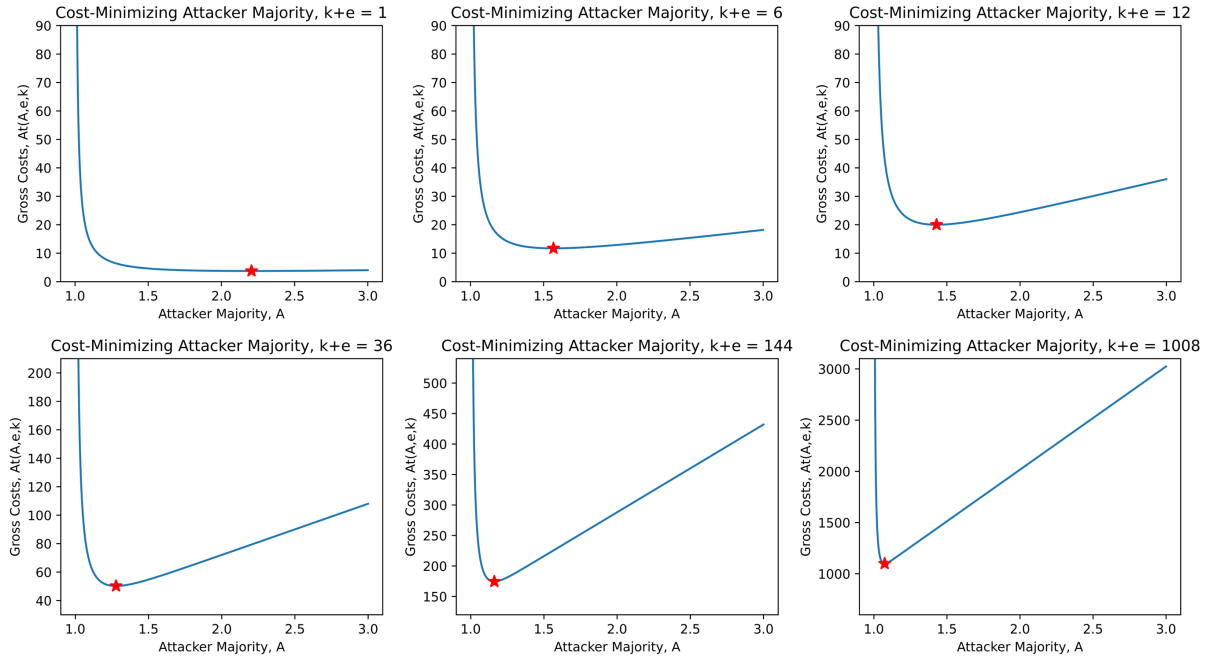 Cost-Minimizing Attacker Majority, k+e = 1
90
80
70
60
50
40
30
20
10
0
Gross Costs, At(A,e,k)
1.0 1.5 2.0 2.5 3.0
Attacker Majority, A
Cost-Minimizing Attacker Majority, k+e = 6
90
80
70
60
50
40
30
20
10
0
Gross Costs, At(A,e,k)
1.0 1.5 2.0 2.5 3.0
Attacker Majority, A
Cost-Minimizing Attacker Majority, k+e = 12
90
80
70
60
50
40
30
20
10
0
Gross Costs, At(A,e,k)
1.0 1.5 2.0 2.5 3.0
Attacker Majority, A
Cost-Minimizing Attacker Majority, k+e = 36
200
180
160
140
120
100
80
60
40
Gross Costs, At(A,e,k)
1.0 1.5 2.0 2.5 3.0
Attacker Majority, A
Cost-Minimizing Attacker Majority, k+e = 144
500
450
400
350
300
250
200
150
Gross Costs, At(A,e,k)
1.0 1.5 2.0 2.5 3.0
Attacker Majority, A
Cost-Minimizing Attacker Majority, k+e = 1008
3000
2500
2000
1500
1000
Gross Costs, At(A,e,k)
1.0 1.5 2.0 2.5 3.0
Attacker Majority, A